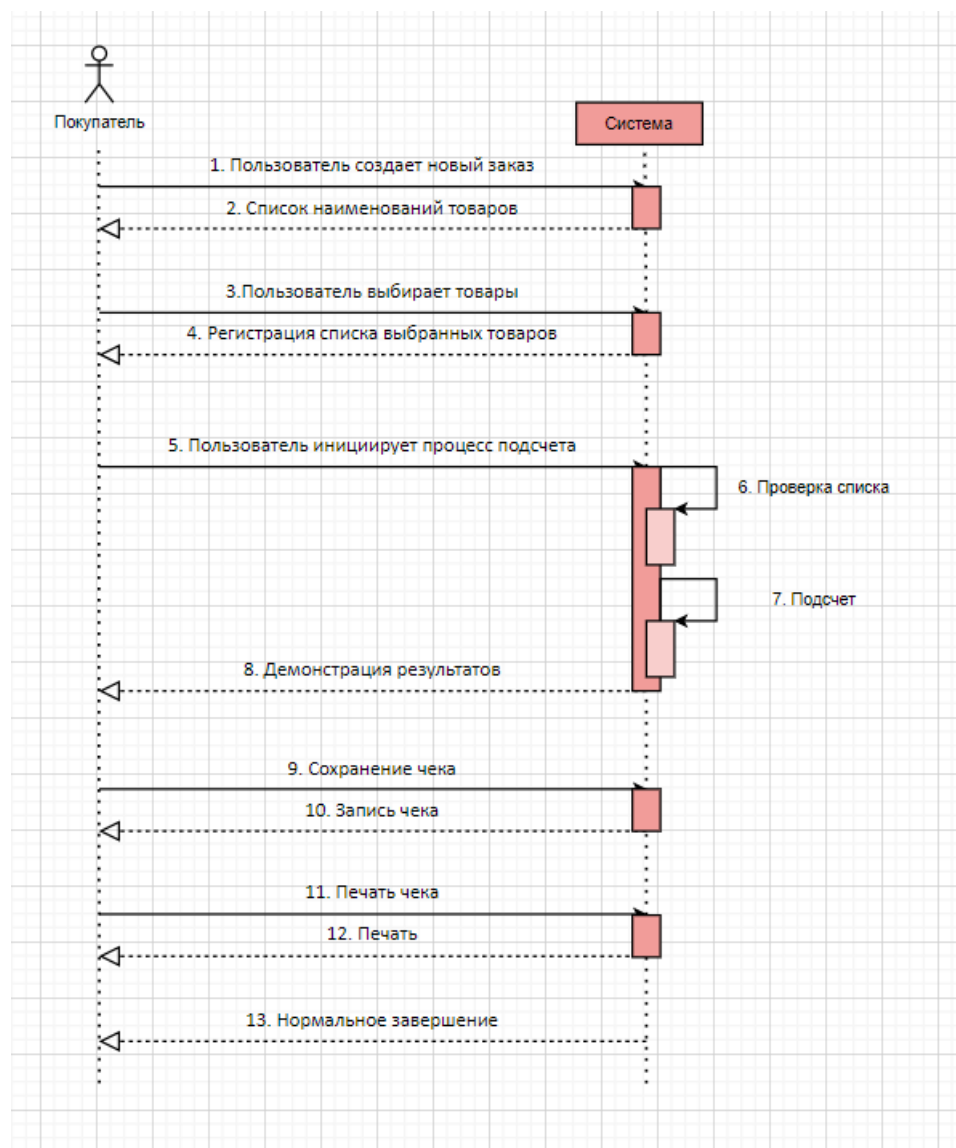 Покупатель
Система
1. Пользователь создает новый заказ
2. Список наименований товаров
3.Пользователь выбирает товары
4. Регистрация списка выбранных товаров
5. Пользователь инициирует процесс подсчета
6. Проверка списка
7. Подсчет
8. Демонстрация результатов
9. Сохранение чека
10. Запись чека
11. Печать чека
12. Печать
13. Нормальное завершение